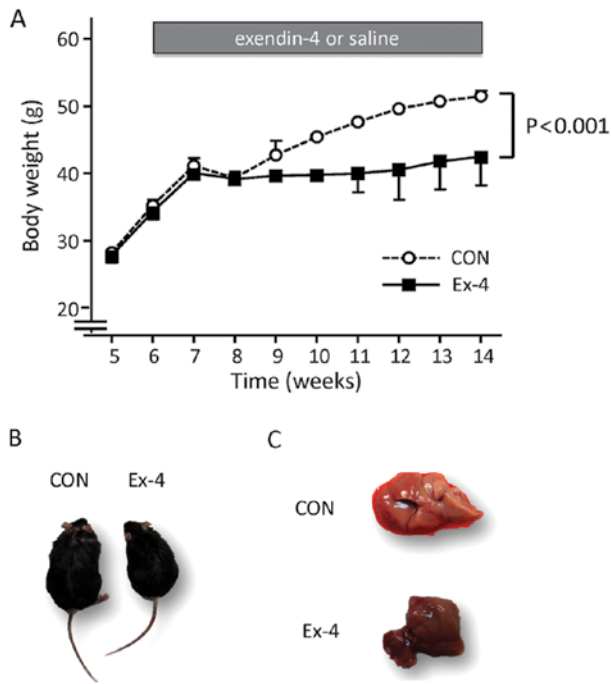 A
exendin-4 or saline
60
50
40
30
20
Body weight (g)
P<0.001
CON
Ex-4
5 6 7 8 9 10 11 12 13 14
Time (weeks)
B
CON Ex-4
C
CON
Ex-4